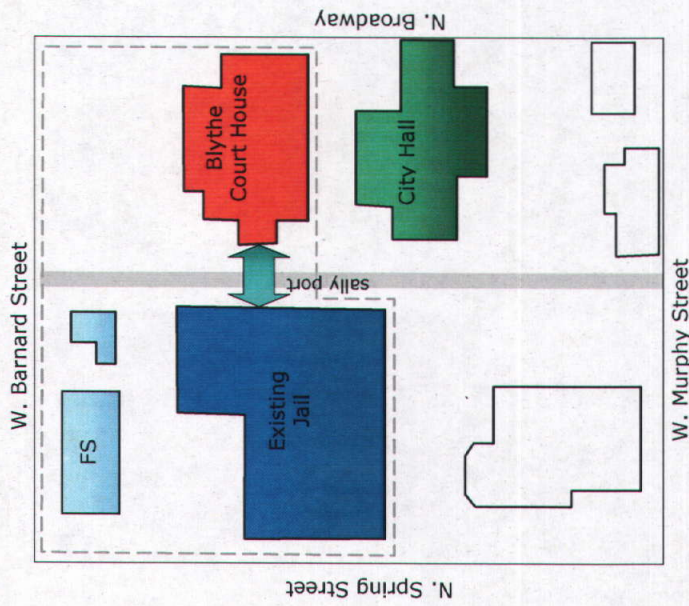 N. Broadway
W. Barnard Street
Blythe
Court House
City Hall
sally port
FS
Existing
Jail
W. Murphy Street
N. Spring Street